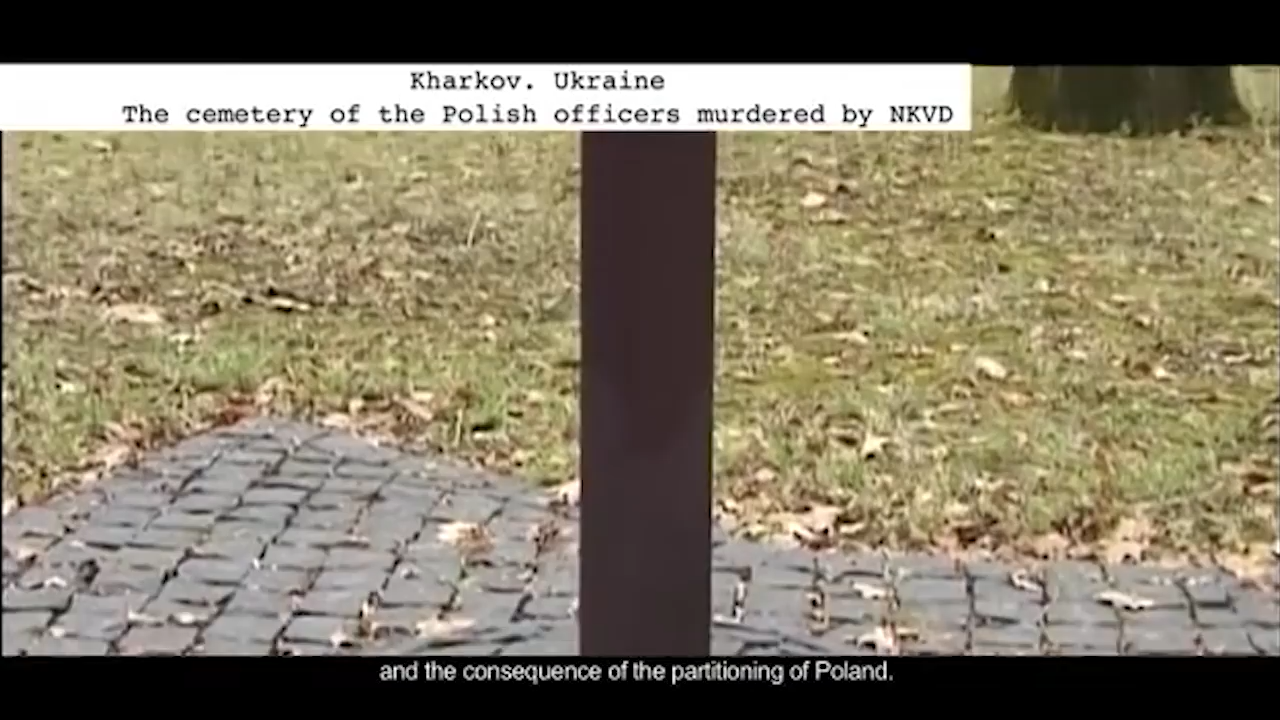 Kharkov. Ukraine
The cemetery of the Polish officers murdered by NKVD
and the consequence of the partitioning of Poland.